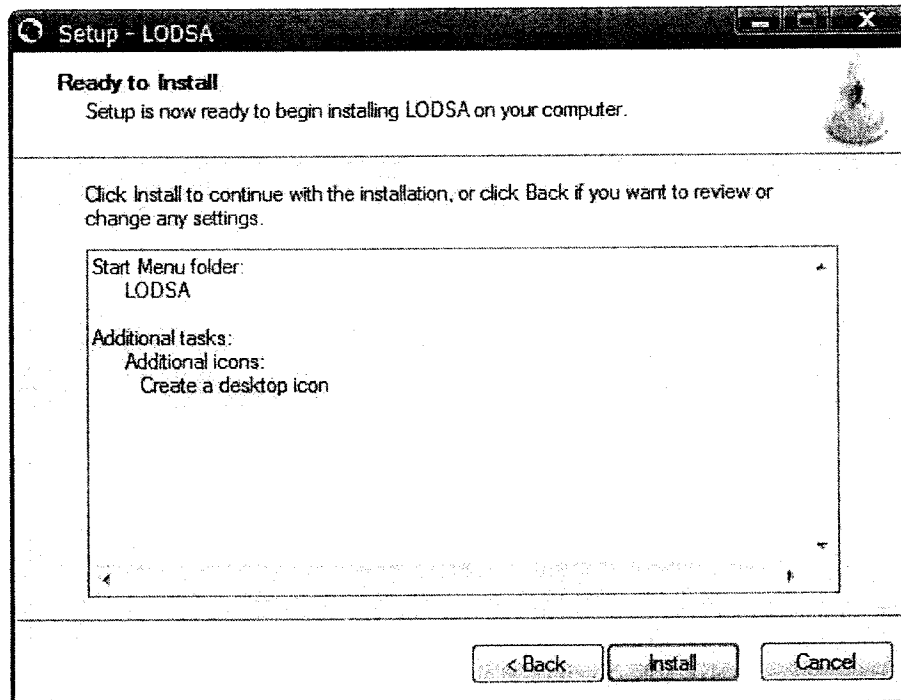 Setup - LODSA
Ready to Install
Setup is now ready to begin installing LODSA on your computer.
Click Install to continue with the installation, or click Back if you want to review or
change any settings.
Start Menu folder:
LODSA
Additional tasks:
Additional icons:
Create a desktop icon
< Back
Install
Cancel